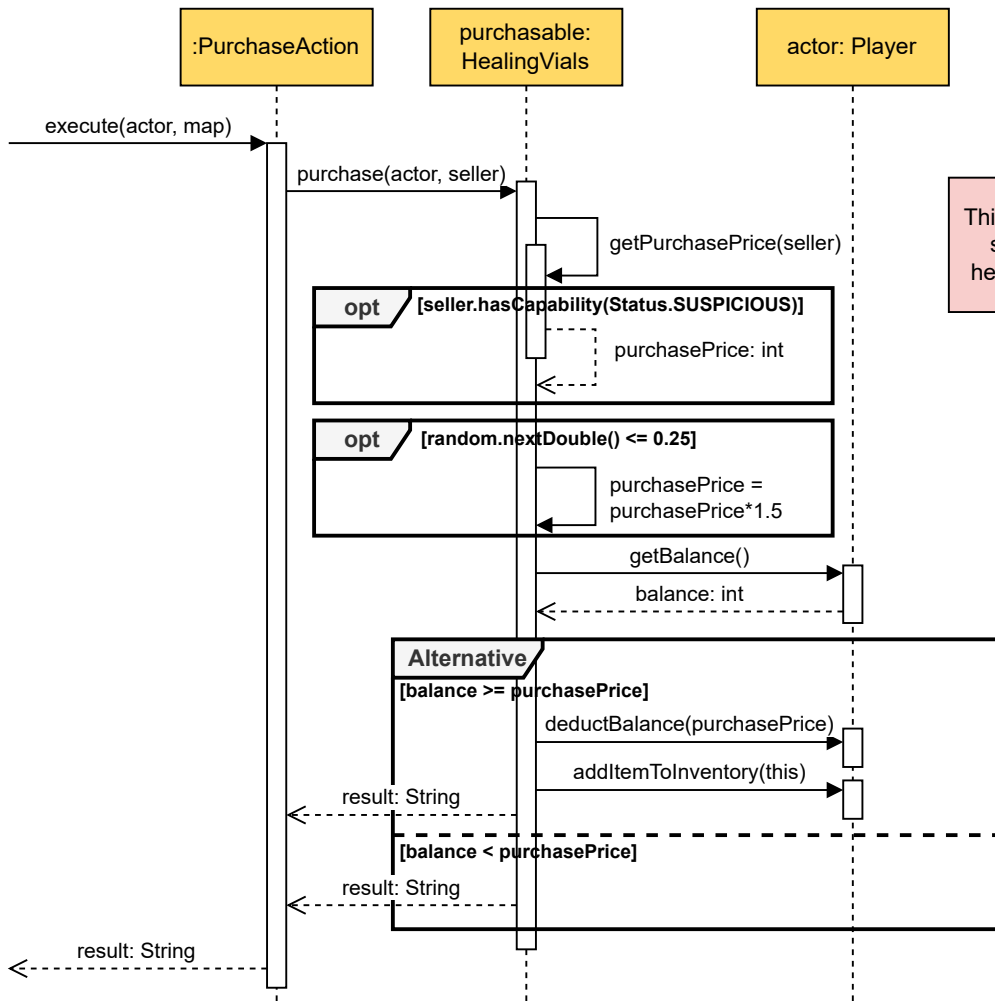 :PurchaseAction
purchasable:
HealingVials
actor: Player
execute(actor, map)
purchase(actor, seller)
getPurchasePrice(seller)
opt
[seller.hasCapability(Status.SUSPICIOUS)]
purchasePrice: int
opt
[random.nextDouble() <= 0.25]
purchasePrice =
purchasePrice*1.5
getBalance()
balance: int
Alternative
[balance >= purchasePrice]
deductBalance(purchasePrice)
addItemToInventory(this)
result: String
[balance < purchasePrice]
result: String
result: String